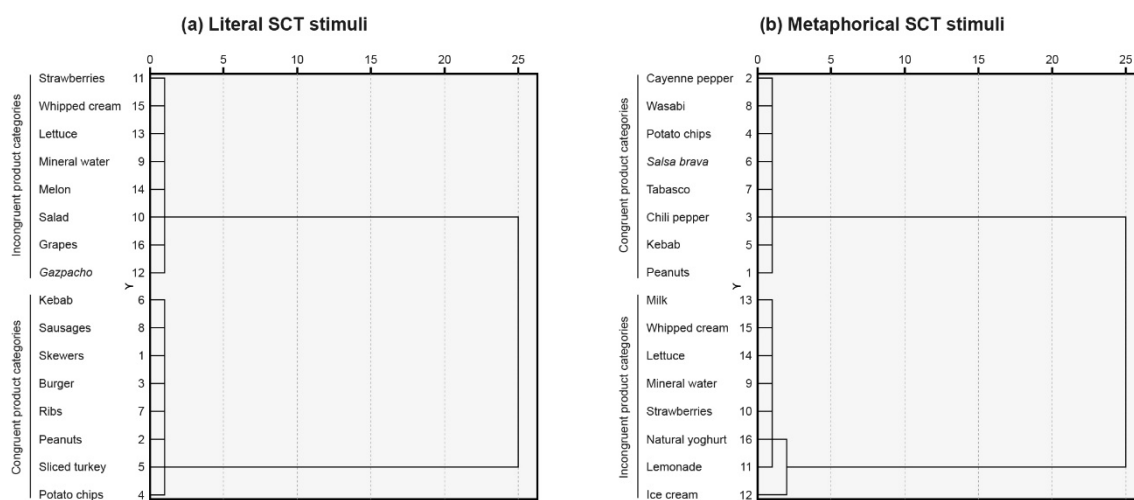 (a) Literal SCT stimuli
0 5 10 15 20 25
Incongruent product categories
Strawberries 11
Whipped cream 15
Lettuce 13
Mineral water 9
Melon 14
Salad 10
Grapes 16
Gazpacho 12
Y
Congruent product categories
Kebab 6
Sausages 8
Skewers 1
Burger 3
Ribs 7
Peanuts 2
Sliced turkey 5
Potato chips 4
(b) Metaphorical SCT stimuli
0 5 10 15 20 25
Congruent product categories
Cayenne pepper 2
Wasabi 8
Potato chips 4
Salsa brava 6
Tabasco 7
Chili pepper 3
Kebab 5
Peanuts 1
Y
Incongruent product categories
Milk 13
Whipped cream 15
Lettuce 14
Mineral water 9
Strawberries 10
Natural yoghurt 16
Lemonade 11
Ice cream 12